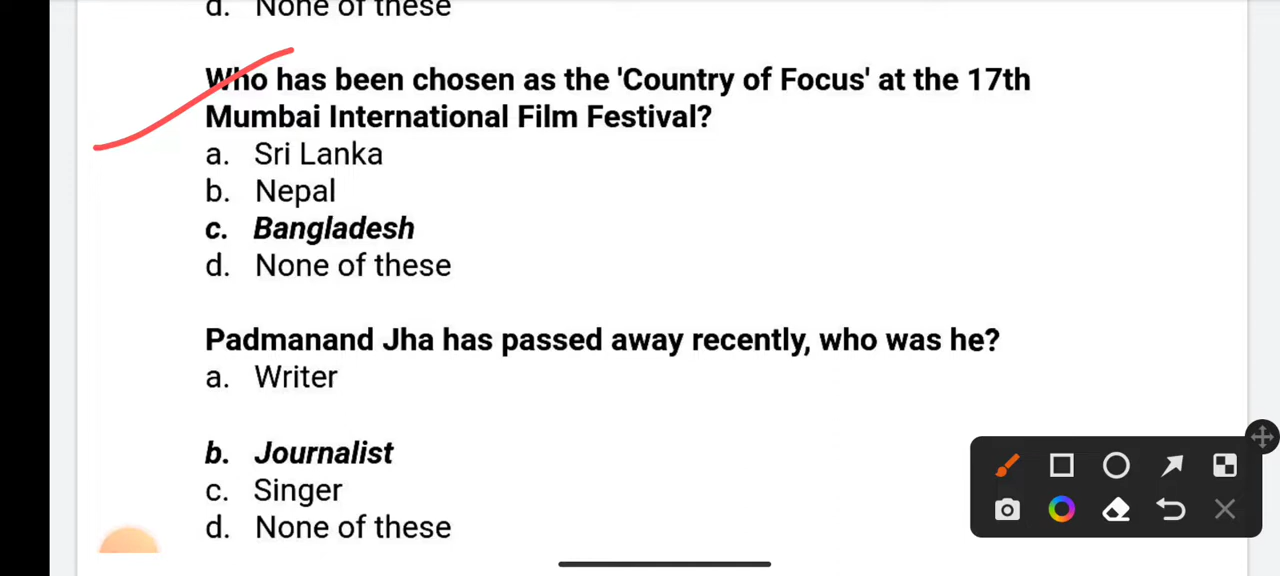 d. None of these
Who has been chosen as the 'Country of Focus' at the 17th
Mumbai International Film Festival?
a. Sri Lanka
b. Nepal
c. Bangladesh
d. None of these
Padmanand Jha has passed away recently, who was he?
a. Writer
b. Journalist
c. Singer
d. None of these